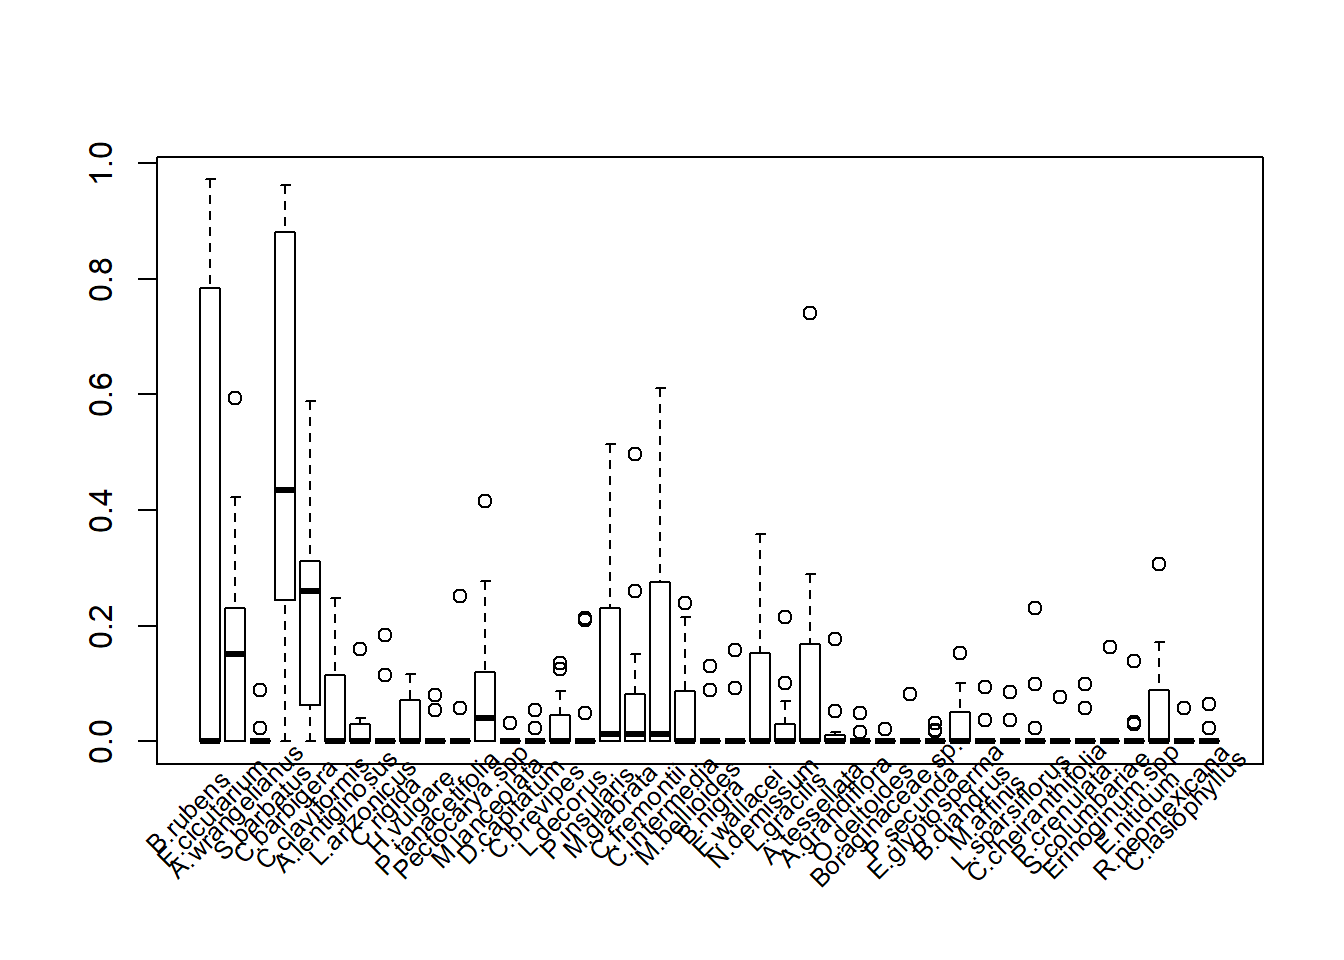 1.0
0.8
0.6
0.4
0.2
0.0
B.rubens
E.cicutarium
A.wrangelianus
S.barbatus
C.barbigera
C.claviformis
A.lentiginosus
L.arizonicus
C.rigida
H.vulgare
P.tanacetifolia
Pectocarya.spp
M.lanceolata
D.capitatum
C.brevipes
L.decorus
P.insularis
M.glabrata
C.fremontii
C.intermedia
M.bellioides
B.nigra
E.wallacei
N.demissum
L.gracilis
A.tessellata
A.grandiflora
O.deltoides
Boraginaceae sp.
P.secunda
E.glyptosperma
B.diandrus
M.affinis
L.sparsiflorus
C.cheiranthifolia
P.crenulata
S.columbariae
Erioginum.spp
E.nitidum
R.neomexicana
C.lasiophyllus